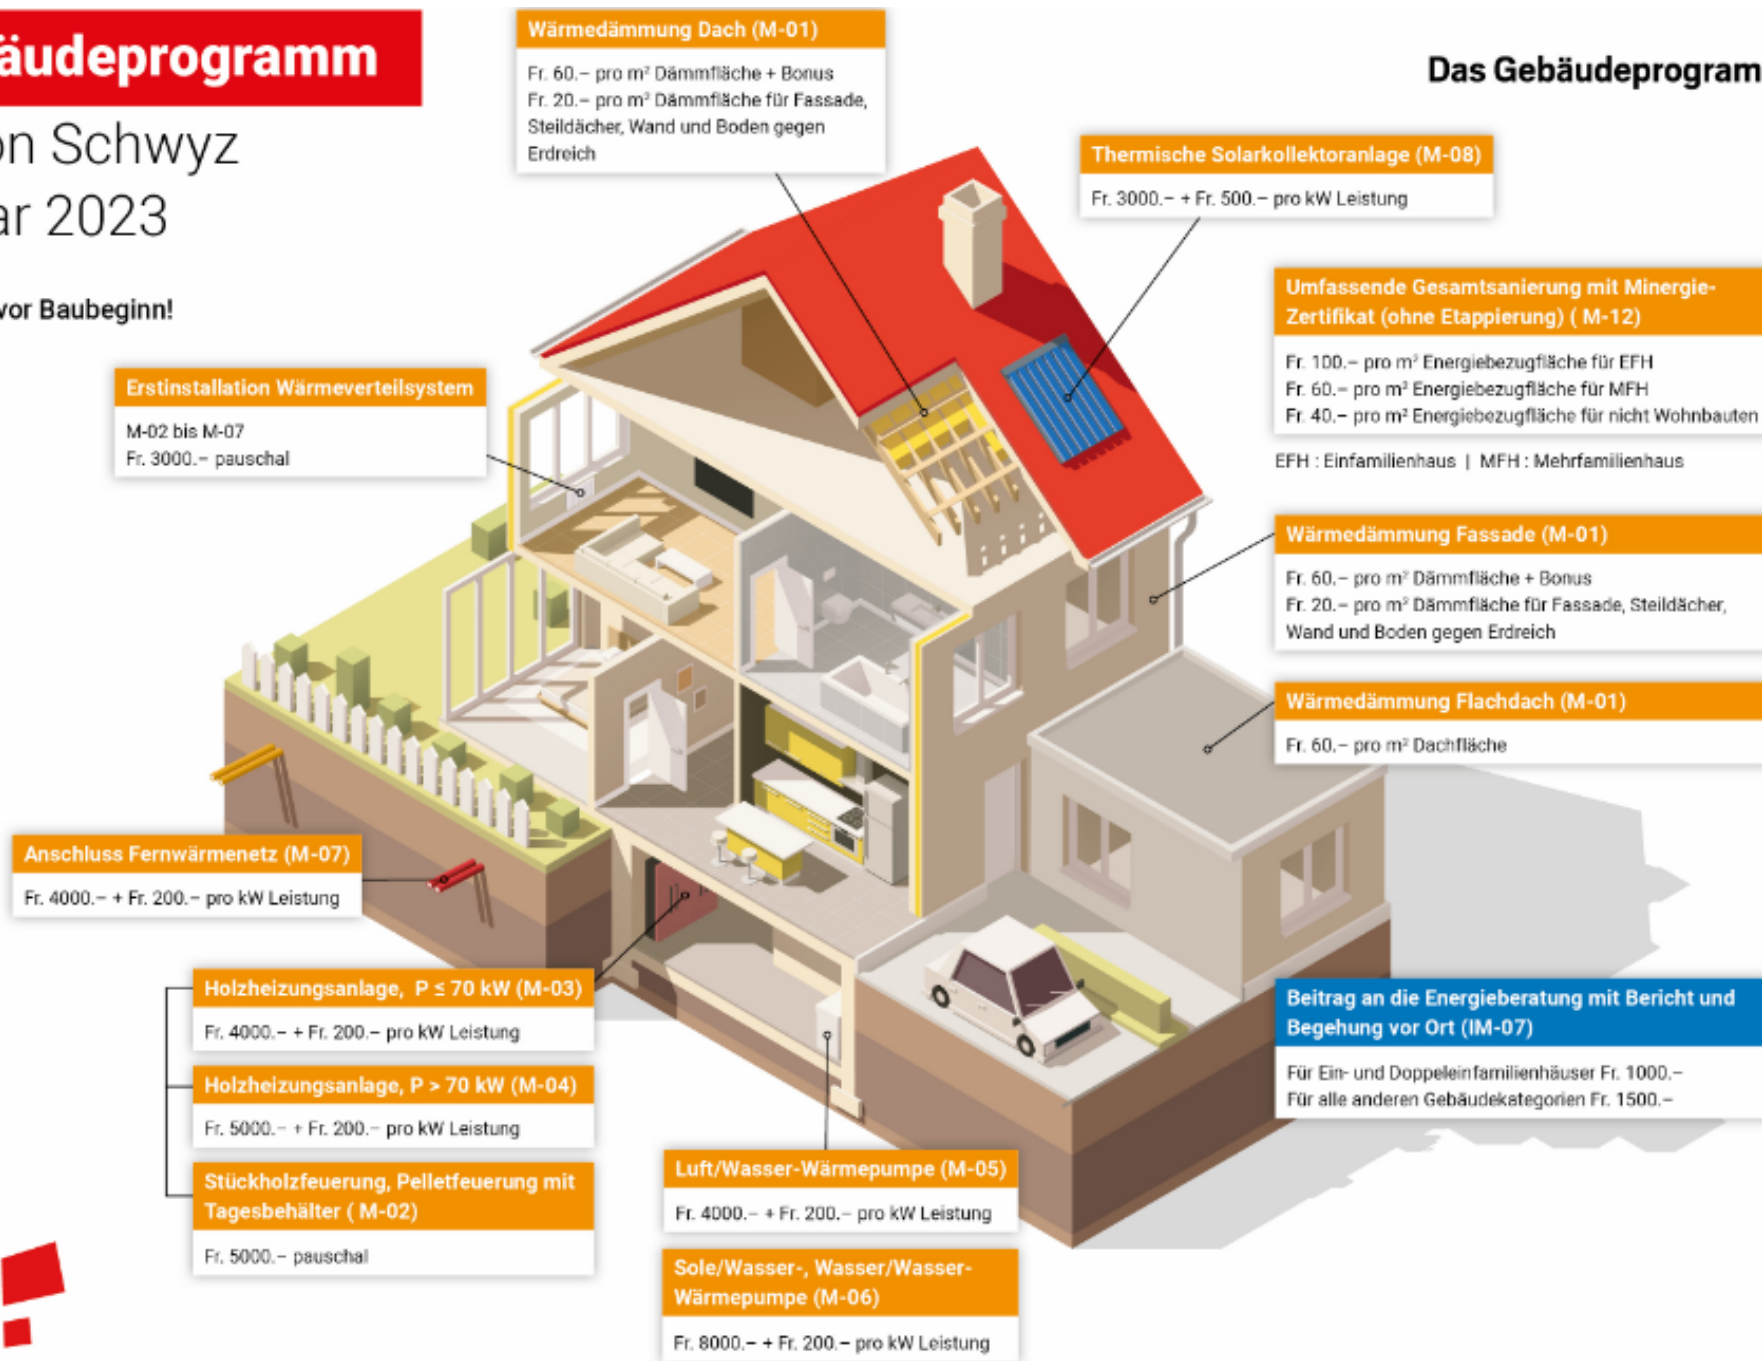 äudeprogramm
on Schwyz
ar 2023
vor Baubeginn!
Das Gebäudeprogram
Wärmedämmung Dach (M-01)
Fr. 60.– pro m² Dämmfläche + Bonus
Fr. 20.– pro m² Dämmfläche für Fassade,
Steildächer, Wand und Boden gegen
Erdreich
Thermische Solarkollektoranlage (M-08)
Fr. 3000.– + Fr. 500.– pro kW Leistung
Umfassende Gesamtsanierung mit Minergie-
Zertifikat (ohne Etappierung) ( M-12)
Fr. 100.– pro m² Energiebezugfläche für EFH
Fr. 60.– pro m² Energiebezugfläche für MFH
Fr. 40.– pro m² Energiebezugfläche für nicht Wohnbauten
EFH : Einfamilienhaus | MFH : Mehrfamilienhaus
Erstinstallation Wärmeverteilsystem
M-02 bis M-07
Fr. 3000.– pauschal
Wärmedämmung Fassade (M-01)
Fr. 60.– pro m² Dämmfläche + Bonus
Fr. 20.– pro m² Dämmfläche für Fassade, Steildächer,
Wand und Boden gegen Erdreich
Wärmedämmung Flachdach (M-01)
Fr. 60.– pro m² Dachfläche
Anschluss Fernwärmenetz (M-07)
Fr. 4000.– + Fr. 200.– pro kW Leistung
Holzheizungsanlage, P ≤ 70 kW (M-03)
Fr. 4000.– + Fr. 200.– pro kW Leistung
Holzheizungsanlage, P > 70 kW (M-04)
Fr. 5000.– + Fr. 200.– pro kW Leistung
Stückholzfeuerung, Pelletfeuerung mit
Tagesbehälter ( M-02)
Fr. 5000.– pauschal
Luft/Wasser-Wärmepumpe (M-05)
Fr. 4000.– + Fr. 200.– pro kW Leistung
Sole/Wasser-, Wasser/Wasser-
Wärmepumpe (M-06)
Fr. 8000.– + Fr. 200.– pro kW Leistung
Beitrag an die Energieberatung mit Bericht und
Begehung vor Ort (IM-07)
Für Ein- und Doppeleinfamilienhäuser Fr. 1000.–
Für alle anderen Gebäudekategorien Fr. 1500.–